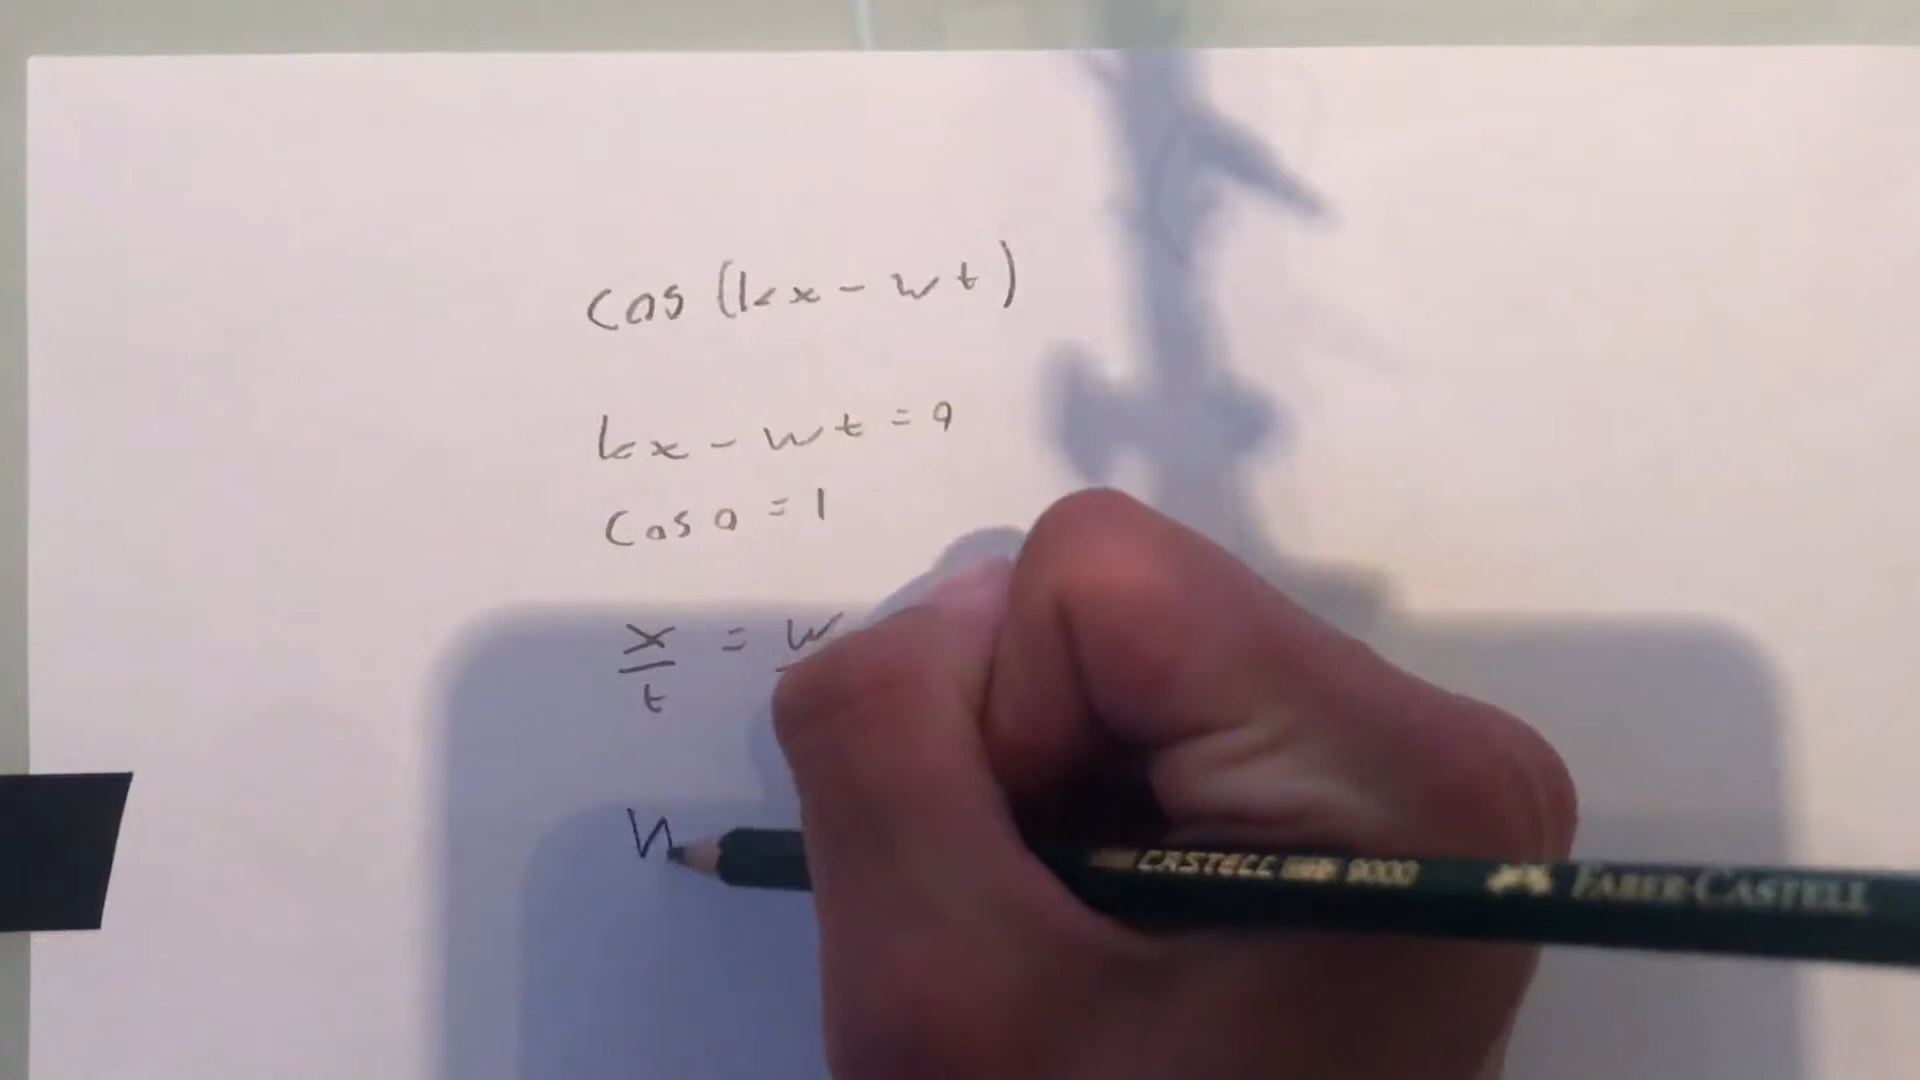 cos (kx - wt)
kx - wt = 0
cos 0 = 1
x/t = w
w
CASTELL 9000 FABER-CASTELL